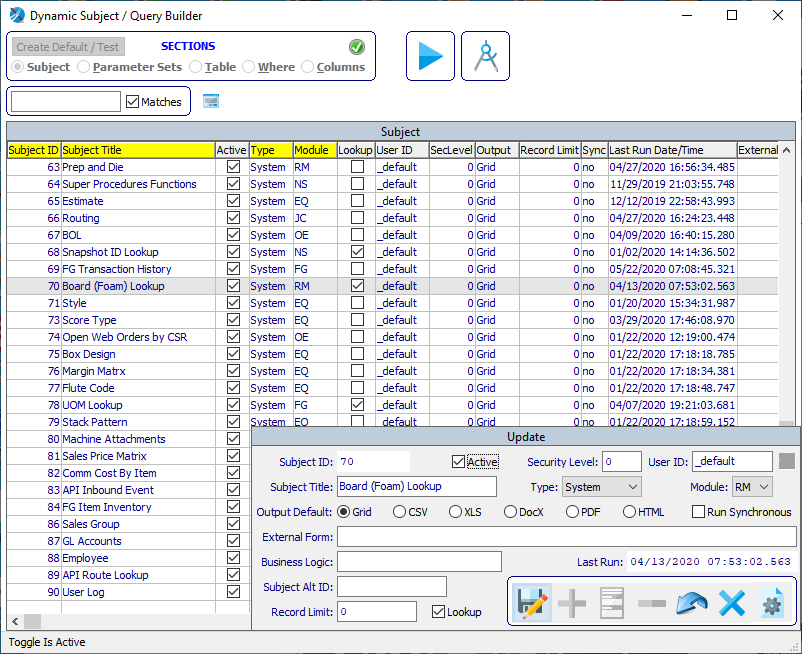 Dynamic Subject / Query Builder
Create Default / Test SECTIONS
Subject Parameter Sets Table Where Columns
Matches
Subject
Subject ID Subject Title Active Type Module Lookup User ID SecLevel Output Record Limit Sync Last Run Date/Time External
63 Prep and Die System RM _default 0 Grid 0 no 04/27/2020 16:56:34.485
64 Super Procedures Functions System NS _default 0 Grid 0 no 11/29/2019 21:03:55.748
65 Estimate System EQ _default 0 Grid 0 no 12/12/2019 22:58:43.993
66 Routing System JC _default 0 Grid 0 no 04/27/2020 16:24:23.448
67 BOL System OE _default 0 Grid 0 no 04/09/2020 16:40:15.280
68 Snapshot ID Lookup System NS _default 0 Grid 0 no 01/02/2020 14:14:36.502
69 FG Transaction History System FG _default 0 Grid 0 no 05/22/2020 07:08:45.321
70 Board (Foam) Lookup System RM _default 0 Grid 0 no 04/13/2020 07:53:02.563
71 Style System EQ _default 0 Grid 0 no 01/20/2020 15:34:31.987
73 Score Type System EQ _default 0 Grid 0 no 03/29/2020 17:46:08.970
74 Open Web Orders by CSR System OE _default 0 Grid 0 no 01/22/2020 12:19:00.474
75 Box Design System EQ _default 0 Grid 0 no 01/22/2020 17:18:18.785
76 Margin Matrx System EQ _default 0 Grid 0 no 01/22/2020 17:18:34.381
77 Flute Code System EQ _default 0 Grid 0 no 01/22/2020 17:18:48.747
78 UOM Lookup System FG _default 0 Grid 0 no 04/07/2020 19:21:03.681
79 Stack Pattern System EQ _default 0 Grid 0 no 01/22/2020 17:18:59.152
80 Machine Attachments
81 Sales Price Matrix
82 Comm Cost By Item
83 API Inbound Event
84 FG Item Inventory
86 Sales Group
87 GL Accounts
88 Employee
89 API Route Lookup
90 User Log
Update
Subject ID: 70 Active Security Level: 0 User ID: _default
Subject Title: Board (Foam) Lookup Type: System Module: RM
Output Default: Grid CSV XLS DocX PDF HTML Run Synchronous
External Form:
Business Logic: Last Run: 04/13/2020 07:53:02.563
Subject Alt ID:
Record Limit: 0 Lookup
Toggle Is Active